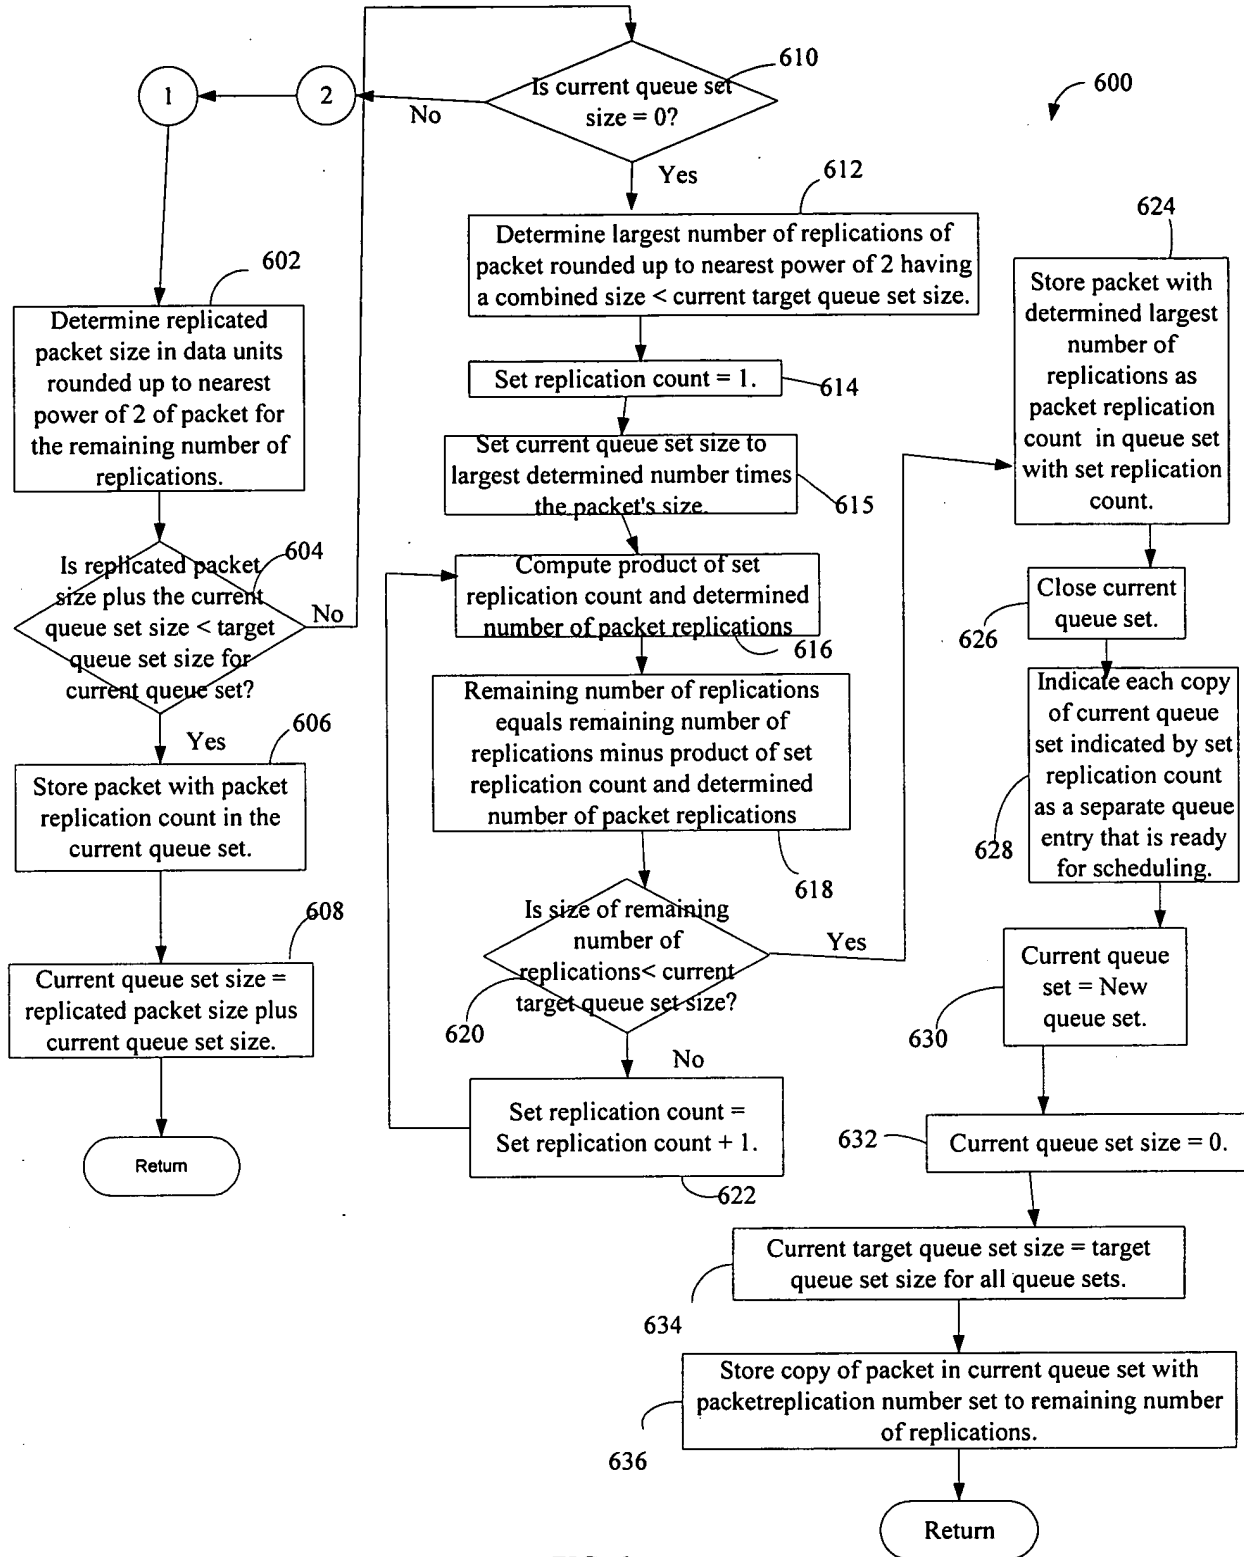 610
Is current queue set
size = 0?
1
2
No
Yes
600
612
Determine largest number of replications of
packet rounded up to nearest power of 2 having
a combined size < current target queue set size.
Set replication count = 1.
614
Set current queue set size to
largest determined number times
the packet's size.
615
Compute product of set
replication count and determined
number of packet replications
616
Remaining number of replications
equals remaining number of
replications minus product of set
replication count and determined
number of packet replications
618
Is size of remaining
number of
replications< current
target queue set size?
620
Yes
No
Set replication count =
Set replication count + 1.
622
602
Determine replicated
packet size in data units
rounded up to nearest
power of 2 of packet for
the remaining number of
replications.
604
Is replicated packet
size plus the current
queue set size < target
queue set size for
current queue set?
No
Yes
606
Store packet with packet
replication count in the
current queue set.
608
Current queue set size =
replicated packet size plus
current queue set size.
Return
624
Store packet with
determined largest
number of
replications as
packet replication
count in queue set
with set replication
count.
Close current
queue set.
626
Indicate each copy
of current queue
set indicated by set
replication count
as a separate queue
entry that is ready
for scheduling.
628
Current queue
set = New
queue set.
630
632
Current queue set size = 0.
Current target queue set size = target
queue set size for all queue sets.
634
Store copy of packet in current queue set with
packetreplication number set to remaining number
of replications.
636
Return